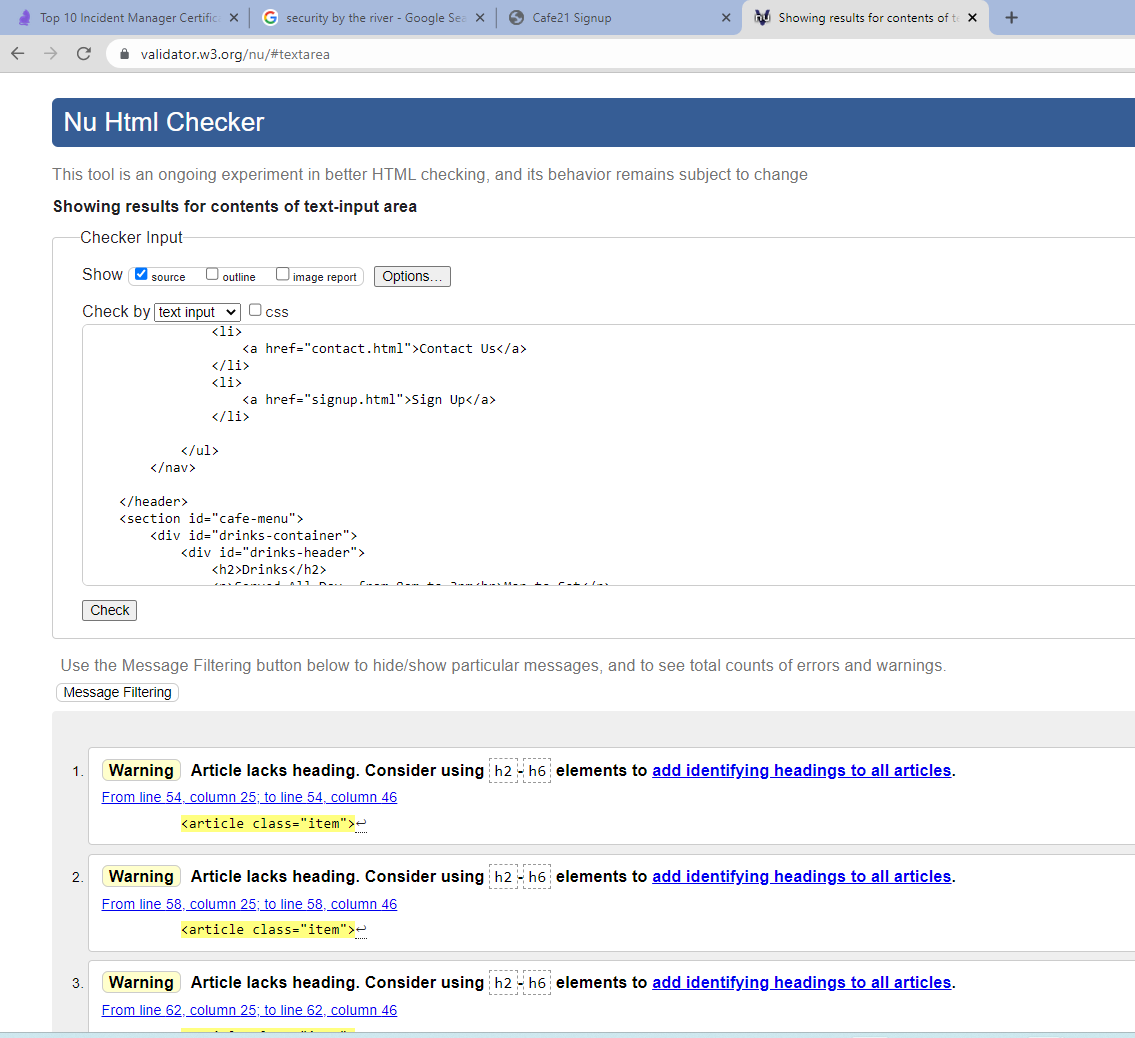 Top 10 Incident Manager Certific
security by the river - Google Sea
Cafe21 Signup
Showing results for contents of te
validator.w3.org/nu/#textarea
Nu Html Checker
This tool is an ongoing experiment in better HTML checking, and its behavior remains subject to change
Showing results for contents of text-input area
Checker Input
Show source outline image report Options...
Check by text input css
<li>
<a href="contact.html">Contact Us</a>
</li>
<li>
<a href="signup.html">Sign Up</a>
</li>
</ul>
</nav>
</header>
<section id="cafe-menu">
<div id="drinks-container">
<div id="drinks-header">
<h2>Drinks</h2>
Check
Use the Message Filtering button below to hide/show particular messages, and to see total counts of errors and warnings.
Message Filtering
1. Warning Article lacks heading. Consider using h2-h6 elements to add identifying headings to all articles.
From line 54, column 25; to line 54, column 46
<article class="item">↩
2. Warning Article lacks heading. Consider using h2-h6 elements to add identifying headings to all articles.
From line 58, column 25; to line 58, column 46
<article class="item">↩
3. Warning Article lacks heading. Consider using h2-h6 elements to add identifying headings to all articles.
From line 62, column 25; to line 62, column 46